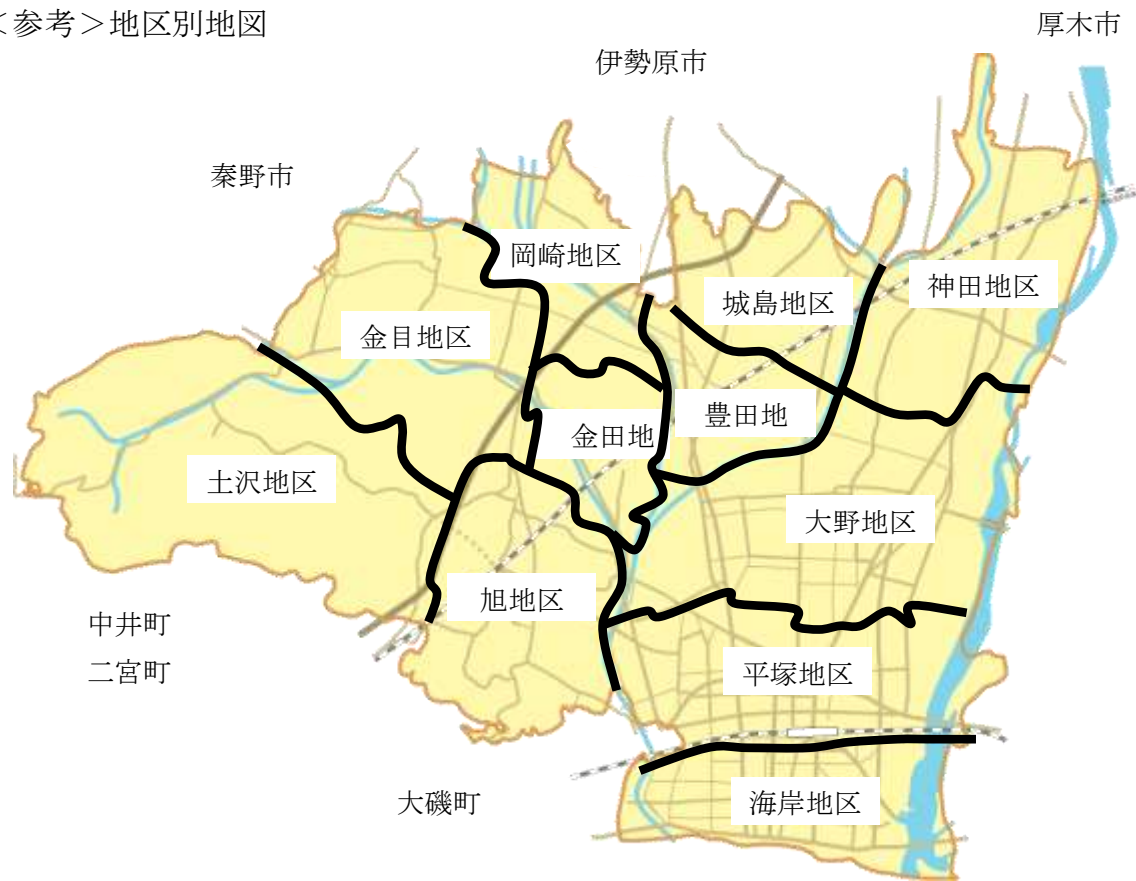 ＜参考＞地区別地図
厚木市
伊勢原市
秦野市
岡崎地区
城島地区
神田地区
金目地区
豊田地
金田地
土沢地区
大野地区
旭地区
中井町
二宮町
平塚地区
大磯町
海岸地区